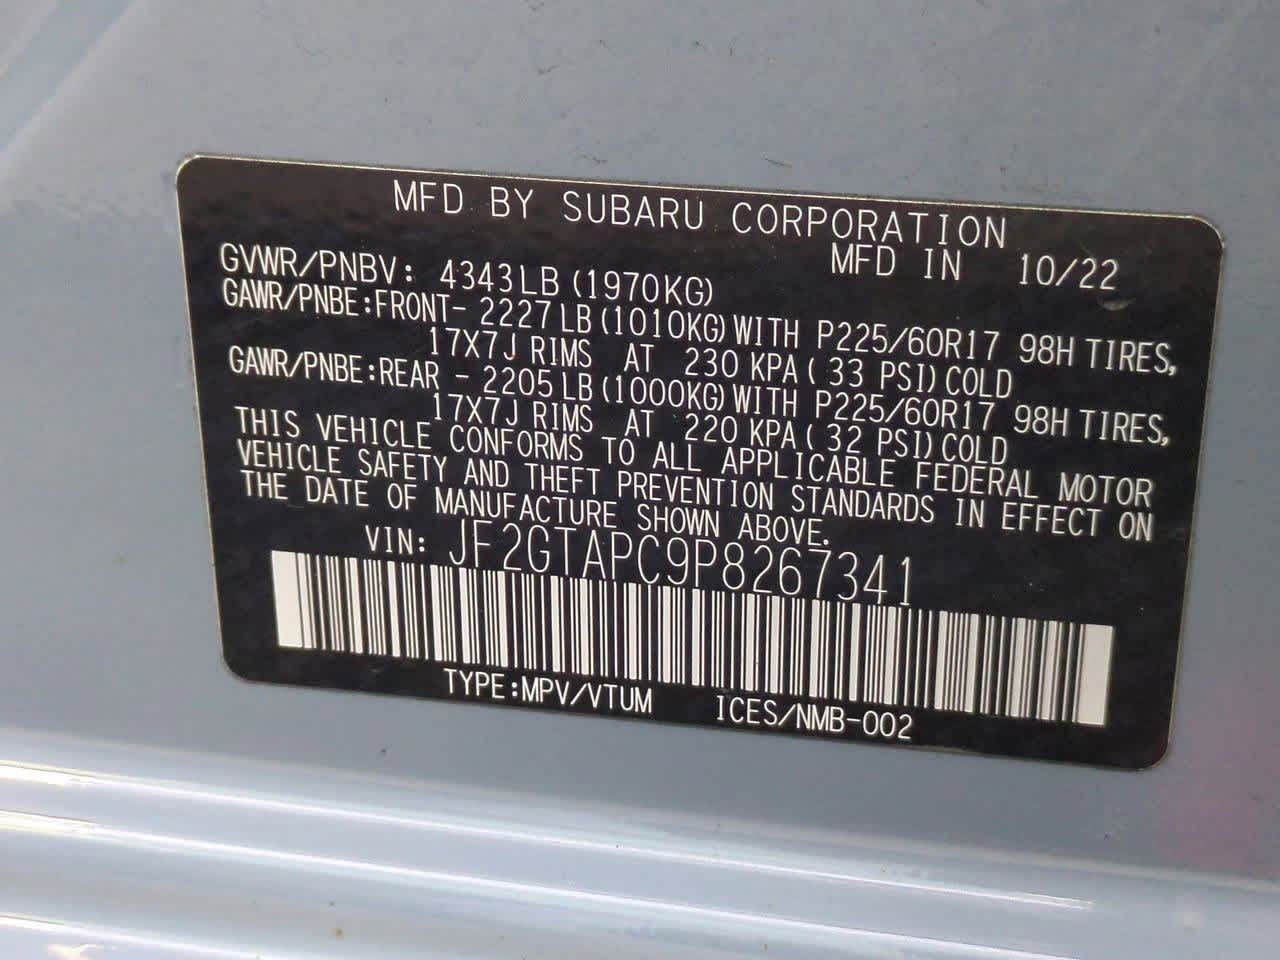 MFD BY SUBARU CORPORATION
MFD IN 10/22
GVWR/PNBV: 4343LB (1970KG)
GAWR/PNBE:FRONT- 2227LB(1010KG)WITH P225/60R17 98H TIRES,
17X7J RIMS AT 230 KPA( 33 PSI)COLD
GAWR/PNBE:REAR - 2205LB(1000KG)WITH P225/60R17 98H TIRES,
17X7J RIMS AT 220 KPA( 32 PSI)COLD
THIS VEHICLE CONFORMS TO ALL APPLICABLE FEDERAL MOTOR
VEHICLE SAFETY AND THEFT PREVENTION STANDARDS IN EFFECT ON
THE DATE OF MANUFACTURE SHOWN ABOVE.
VIN: JF2GTAPC9P8267341
TYPE:MPV/VTUM ICES/NMB-002